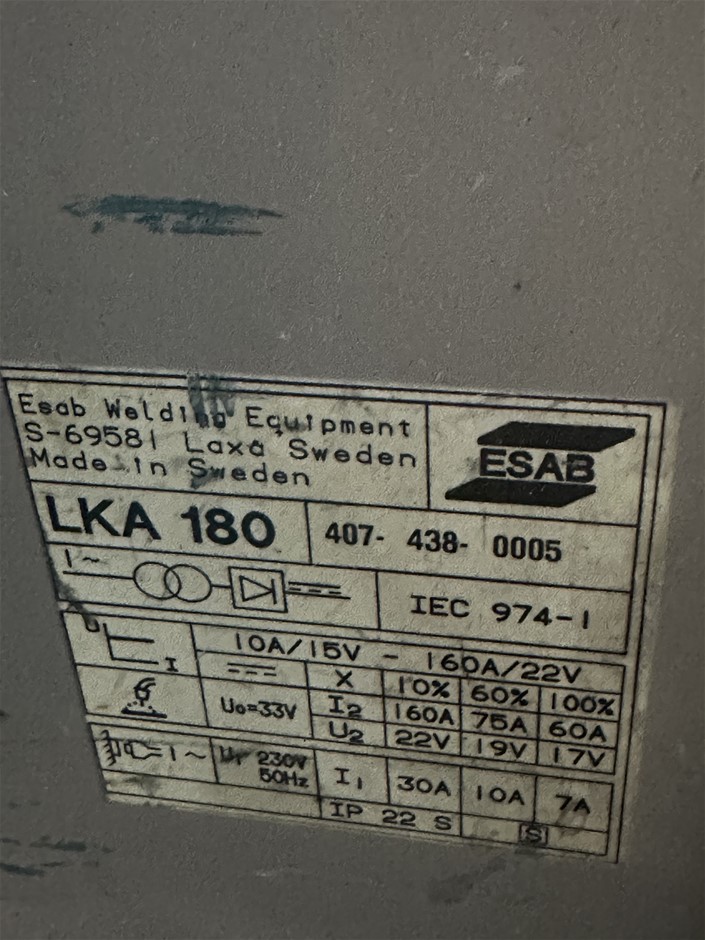 Esab Welding Equipment
S-69581 Laxå Sweden
Made in Sweden
ESAB
LKA 180
407- 438- 0005
1~
IEC 974-1
U
I
10A/15V - 160A/22V
X 10% 60% 100%
U₀=33V
I₂ 160A 75A 60A
U₂ 22V 19V 17V
1~
U₁ 230V
50Hz
I₁ 30A 10A 7A
IP 22 S
S